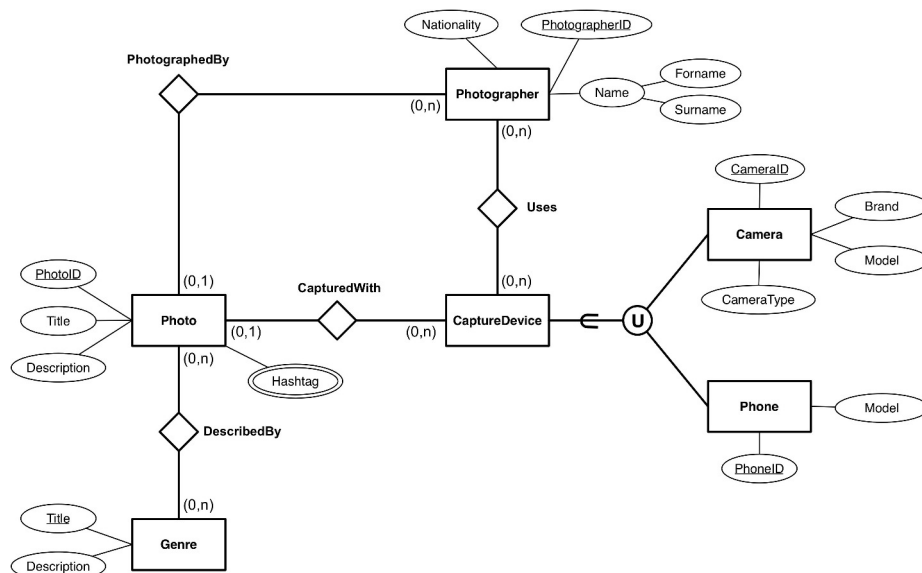 Nationality
PhotographerID
PhotographedBy
Forname
Photographer
Name
(0,n)
Surname
(0,n)
CameraID
Uses
Brand
Camera
Model
PhotoID
(0,1)
CapturedWith
(0,n)
CameraType
Title
Photo
(0,1)
(0,n)
CaptureDevice
∈
U
Description
(0,n)
Hashtag
Phone
Model
DescribedBy
PhoneID
(0,n)
Title
Genre
Description